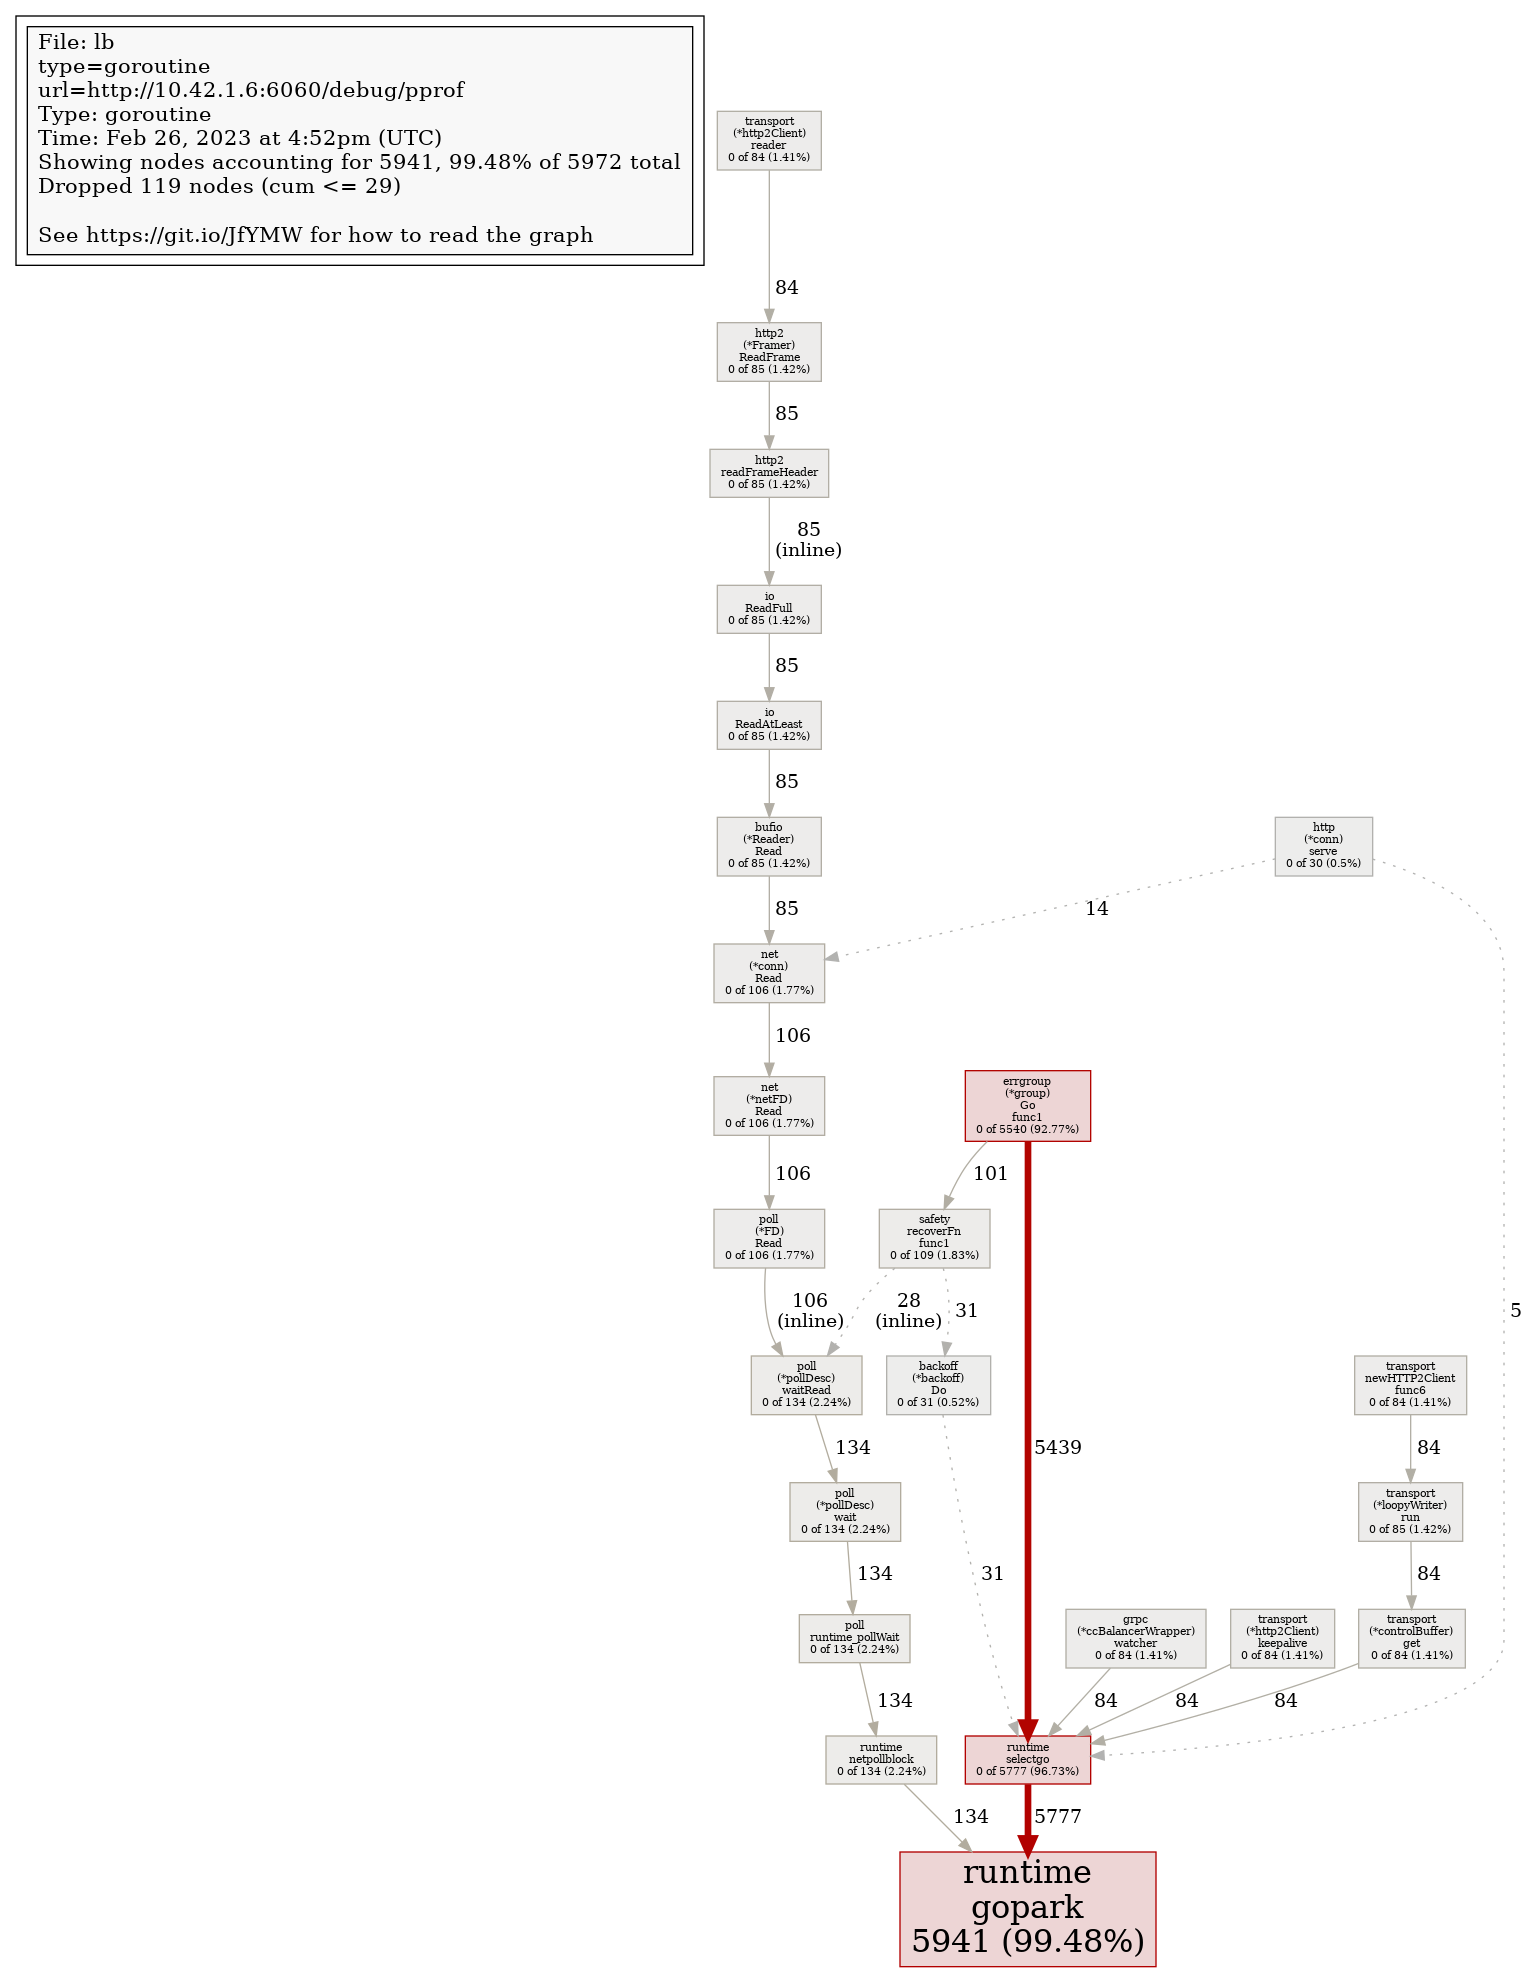 File: lb
type=goroutine
url=http://10.42.1.6:6060/debug/pprof
Type: goroutine
Time: Feb 26, 2023 at 4:52pm (UTC)
Showing nodes accounting for 5941, 99.48% of 5972 total
Dropped 119 nodes (cum <= 29)
See https://git.io/JfYMW for how to read the graph
transport
(*http2Client)
reader
0 of 84 (1.41%)
84
http2
(*Framer)
ReadFrame
0 of 85 (1.42%)
85
http2
readFrameHeader
0 of 85 (1.42%)
85
(inline)
io
ReadFull
0 of 85 (1.42%)
85
io
ReadAtLeast
0 of 85 (1.42%)
85
bufio
(*Reader)
Read
0 of 85 (1.42%)
http
(*conn)
serve
0 of 30 (0.5%)
85
14
net
(*conn)
Read
0 of 106 (1.77%)
106
net
(*netFD)
Read
0 of 106 (1.77%)
errgroup
(*group)
Go
func1
0 of 5540 (92.77%)
106
101
poll
(*FD)
Read
0 of 106 (1.77%)
safety
recoverFn
func1
0 of 109 (1.83%)
106
(inline)
28
(inline)
31
5
poll
(*pollDesc)
waitRead
0 of 134 (2.24%)
backoff
(*backoff)
Do
0 of 31 (0.52%)
transport
newHTTP2Client
func6
0 of 84 (1.41%)
134
5439
84
poll
(*pollDesc)
wait
0 of 134 (2.24%)
transport
(*loopyWriter)
run
0 of 85 (1.42%)
134
31
84
poll
runtime_pollWait
0 of 134 (2.24%)
grpc
(*ccBalancerWrapper)
watcher
0 of 84 (1.41%)
transport
(*http2Client)
keepalive
0 of 84 (1.41%)
transport
(*controlBuffer)
get
0 of 84 (1.41%)
134
84
84
84
runtime
netpollblock
0 of 134 (2.24%)
runtime
selectgo
0 of 5777 (96.73%)
134
5777
runtime
gopark
5941 (99.48%)